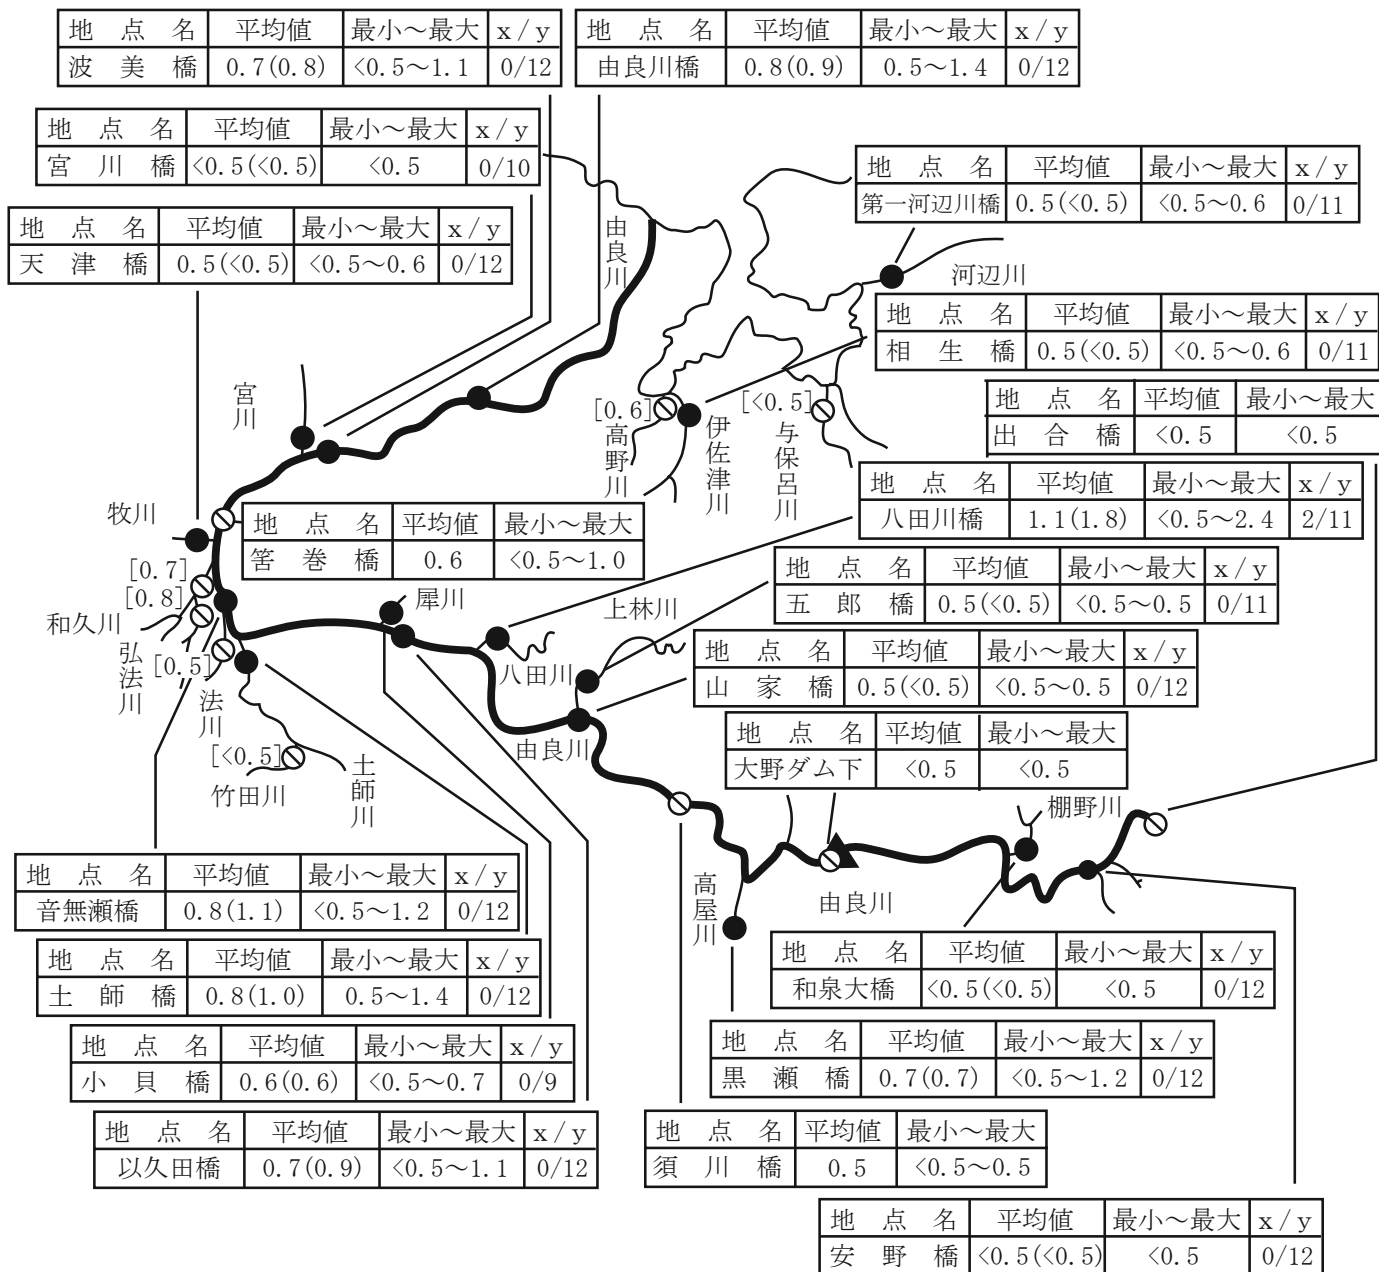 地点名 平均値 最小～最大 x/y
波美橋 0.7(0.8) <0.5～1.1 0/12
地点名 平均値 最小～最大 x/y
由良川橋 0.8(0.9) 0.5～1.4 0/12
地点名 平均値 最小～最大 x/y
宮川橋 <0.5(<0.5) <0.5 0/10
地点名 平均値 最小～最大 x/y
第一河辺川橋 0.5(<0.5) <0.5～0.6 0/11
地点名 平均値 最小～最大 x/y
天津橋 0.5(<0.5) <0.5～0.6 0/12
由良川
河辺川
地点名 平均値 最小～最大 x/y
相生橋 0.5(<0.5) <0.5～0.6 0/11
宮川
[0.6]
高野川
伊佐津川
[<0.5]
与保呂川
地点名 平均値 最小～最大
出合橋 <0.5 <0.5
地点名 平均値 最小～最大 x/y
八田川橋 1.1(1.8) <0.5～2.4 2/11
牧川
地点名 平均値 最小～最大
筈巻橋 0.6 <0.5～1.0
地点名 平均値 最小～最大 x/y
五郎橋 0.5(<0.5) <0.5～0.5 0/11
[0.7]
[0.8]
和久川
犀川
上林川
弘法川
[0.5]
法川
八田川
地点名 平均値 最小～最大 x/y
山家橋 0.5(<0.5) <0.5～0.5 0/12
由良川
[<0.5]
竹田川
土師川
地点名 平均値 最小～最大
大野ダム下 <0.5 <0.5
棚野川
地点名 平均値 最小～最大 x/y
音無瀬橋 0.8(1.1) <0.5～1.2 0/12
高屋川
由良川
地点名 平均値 最小～最大 x/y
土師橋 0.8(1.0) 0.5～1.4 0/12
地点名 平均値 最小～最大 x/y
和泉大橋 <0.5(<0.5) <0.5 0/12
地点名 平均値 最小～最大 x/y
小貝橋 0.6(0.6) <0.5～0.7 0/9
地点名 平均値 最小～最大 x/y
黒瀬橋 0.7(0.7) <0.5～1.2 0/12
地点名 平均値 最小～最大 x/y
以久田橋 0.7(0.9) <0.5～1.1 0/12
地点名 平均値 最小～最大
須川橋 0.5 <0.5～0.5
地点名 平均値 最小～最大 x/y
安野橋 <0.5(<0.5) <0.5 0/12